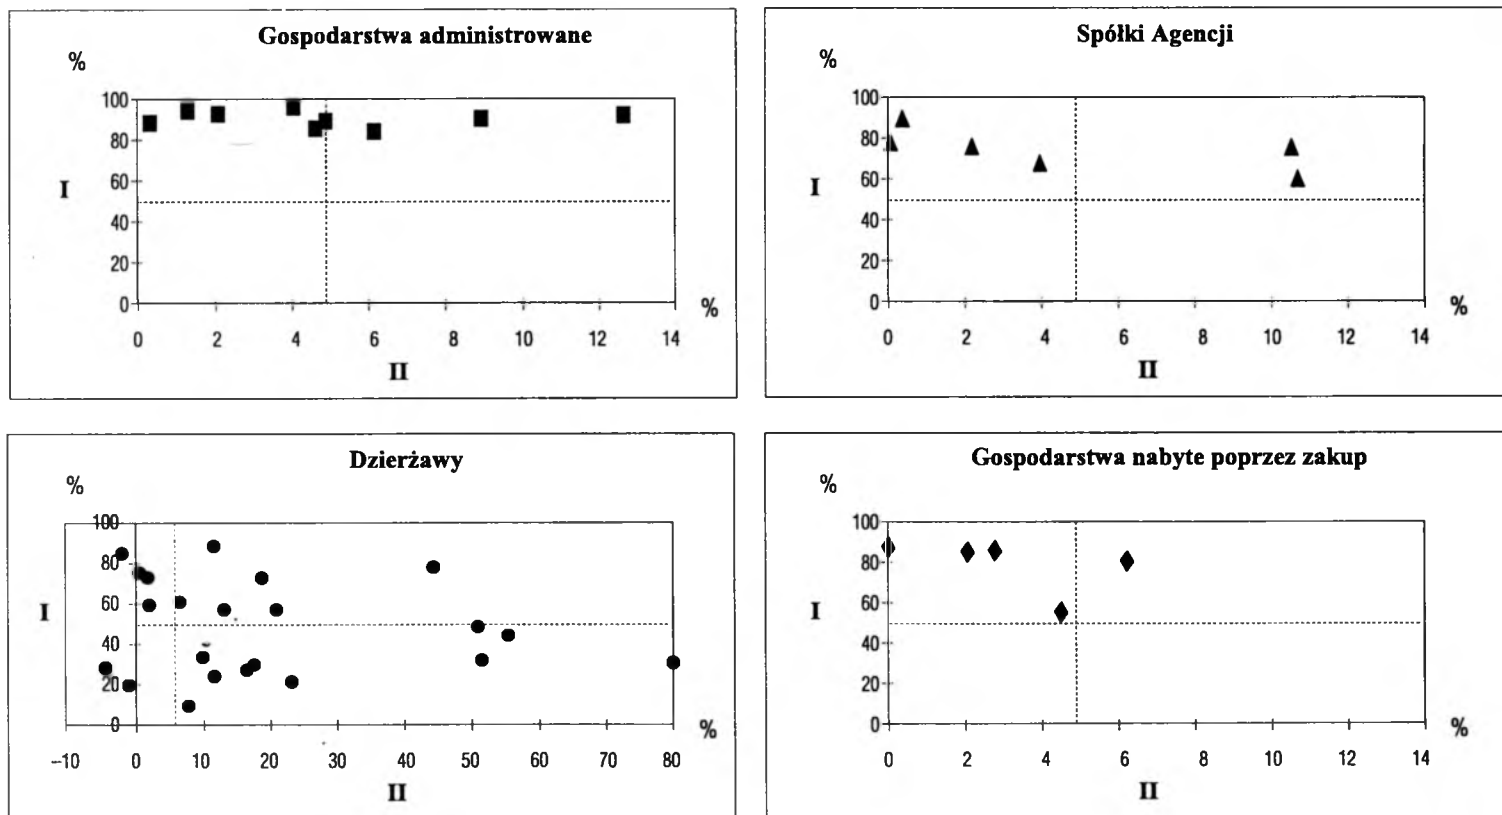 Gospodarstwa administrowane
%
100
80
60
I
40
20
0
%
0 2 4 6 8 10 12 14
II
Spółki Agencji
%
100
80
60
I
40
20
0
%
0 2 4 6 8 10 12 14
II
Dzierżawy
%
100
80
60
I
40
20
0
%
–10 0 10 20 30 40 50 60 70 80
II
Gospodarstwa nabyte poprzez zakup
%
100
80
60
I
40
20
0
%
0 2 4 6 8 10 12 14
II